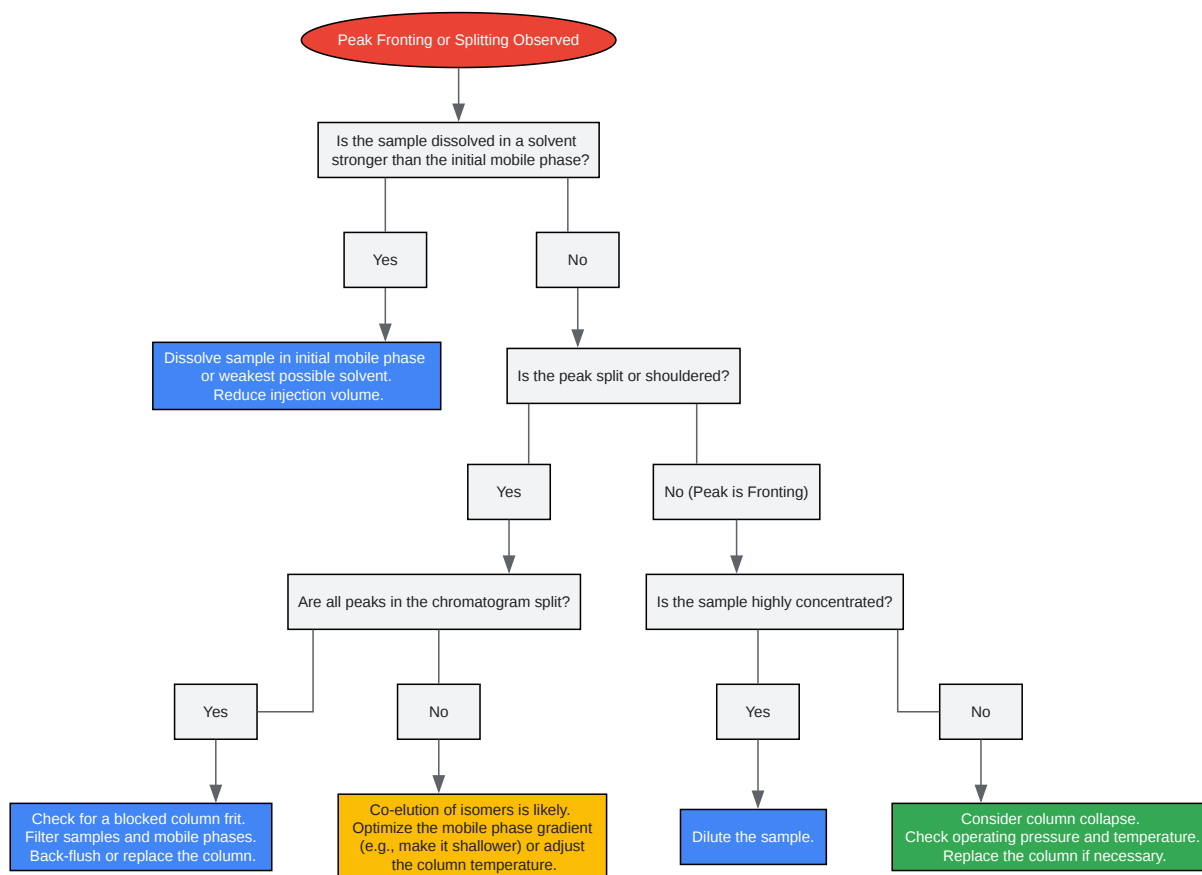 Peak Fronting or Splitting Observed
Is the sample dissolved in a solvent
stronger than the initial mobile phase?
Yes
No
Dissolve sample in initial mobile phase
or weakest possible solvent.
Reduce injection volume.
Is the peak split or shouldered?
Yes
No (Peak is Fronting)
Are all peaks in the chromatogram split?
Is the sample highly concentrated?
Yes
No
Yes
No
Check for a blocked column frit.
Filter samples and mobile phases.
Back-flush or replace the column.
Co-elution of isomers is likely.
Optimize the mobile phase gradient
(e.g., make it shallower) or adjust
the column temperature.
Dilute the sample.
Consider column collapse.
Check operating pressure and temperature.
Replace the column if necessary.